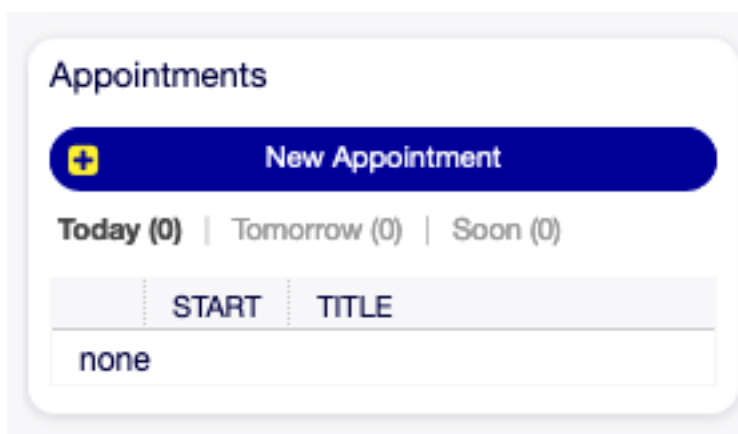 Appointments
New Appointment
Today (0) | Tomorrow (0) | Soon (0)
START TITLE
none